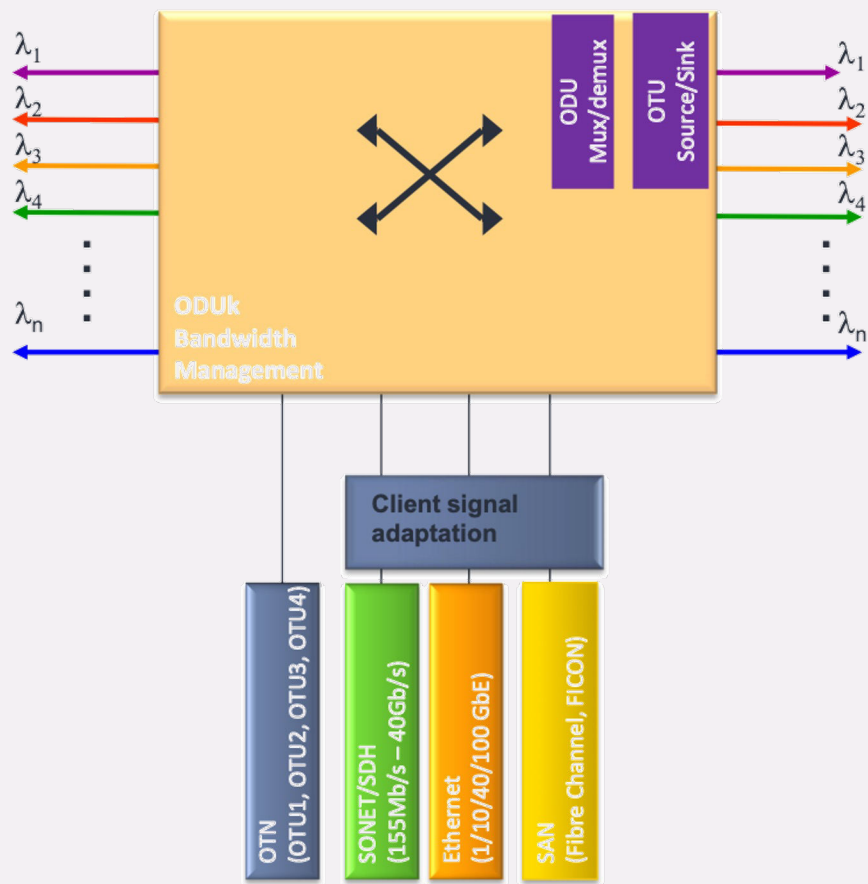 λ1
λ2
λ3
λ4
λn
ODU
Mux/demux
OTU
Source/Sink
λ1
λ2
λ3
λ4
λn
ODUk
Bandwidth
Management
Client signal
adaptation
OTN
(OTU1, OTU2, OTU3, OTU4)
SONET/SDH
(155Mb/s – 40Gb/s)
Ethernet
(1/10/40/100 GbE)
SAN
(Fibre Channel, FICON)